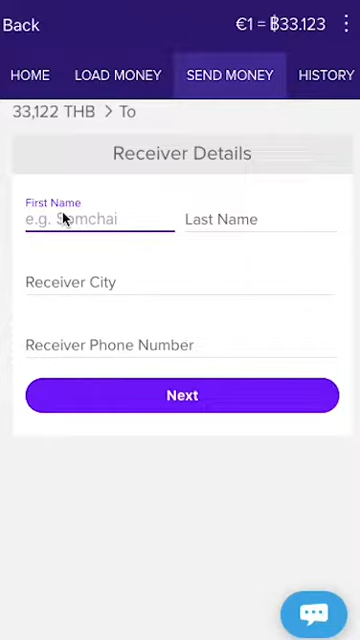 Back €1 = ฿33.123
HOME LOAD MONEY SEND MONEY HISTORY
33,122 THB > To
Receiver Details
First Name
e.g. Somchai Last Name
Receiver City
Receiver Phone Number
Next